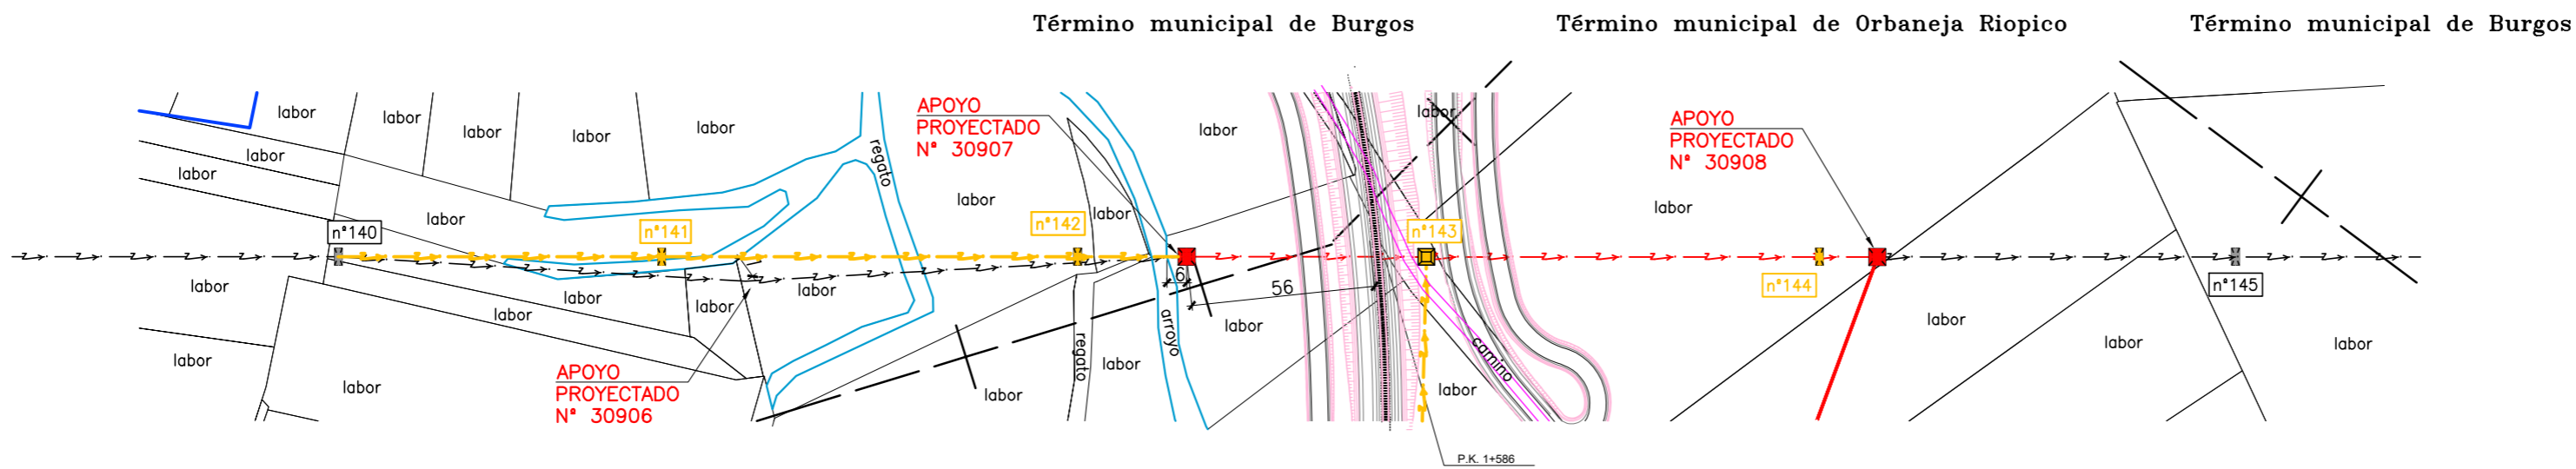 Término municipal de Burgos
Término municipal de Orbaneja Riopico
Término municipal de Burgos
labor
labor
labor
labor
labor
labor
labor
labor
nº140
labor
labor
labor
nº141
labor
labor
labor
labor
labor
APOYO
PROYECTADO
Nº 30906
regato
APOYO
PROYECTADO
Nº 30907
labor
nº142
labor
labor
regato
labor
arroyo
6
labor
56
labor
labor
nº143
camino
labor
P.K. 1+586
APOYO
PROYECTADO
Nº 30908
labor
nº144
labor
labor
nº145
labor